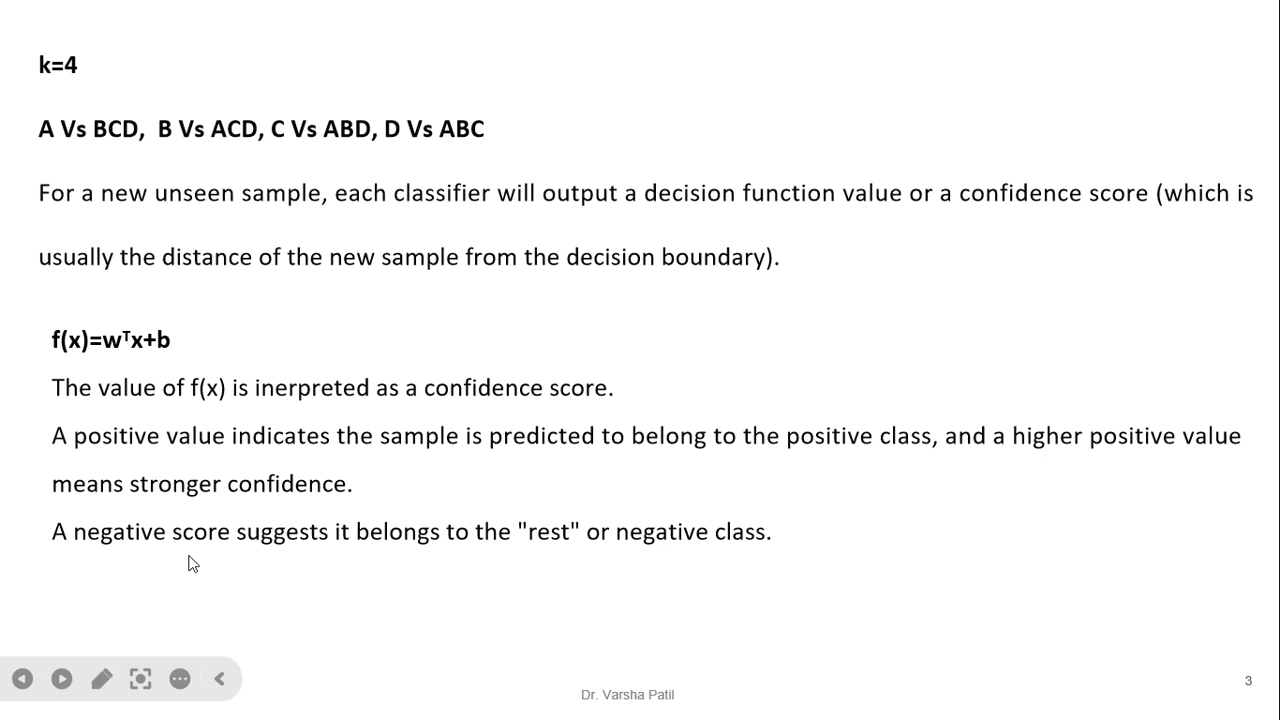 k=4
A Vs BCD, B Vs ACD, C Vs ABD, D Vs ABC
For a new unseen sample, each classifier will output a decision function value or a confidence score (which is
usually the distance of the new sample from the decision boundary).
f(x)=wᵀx+b
The value of f(x) is inerpreted as a confidence score.
A positive value indicates the sample is predicted to belong to the positive class, and a higher positive value
means stronger confidence.
A negative score suggests it belongs to the "rest" or negative class.
3
Dr. Varsha Patil